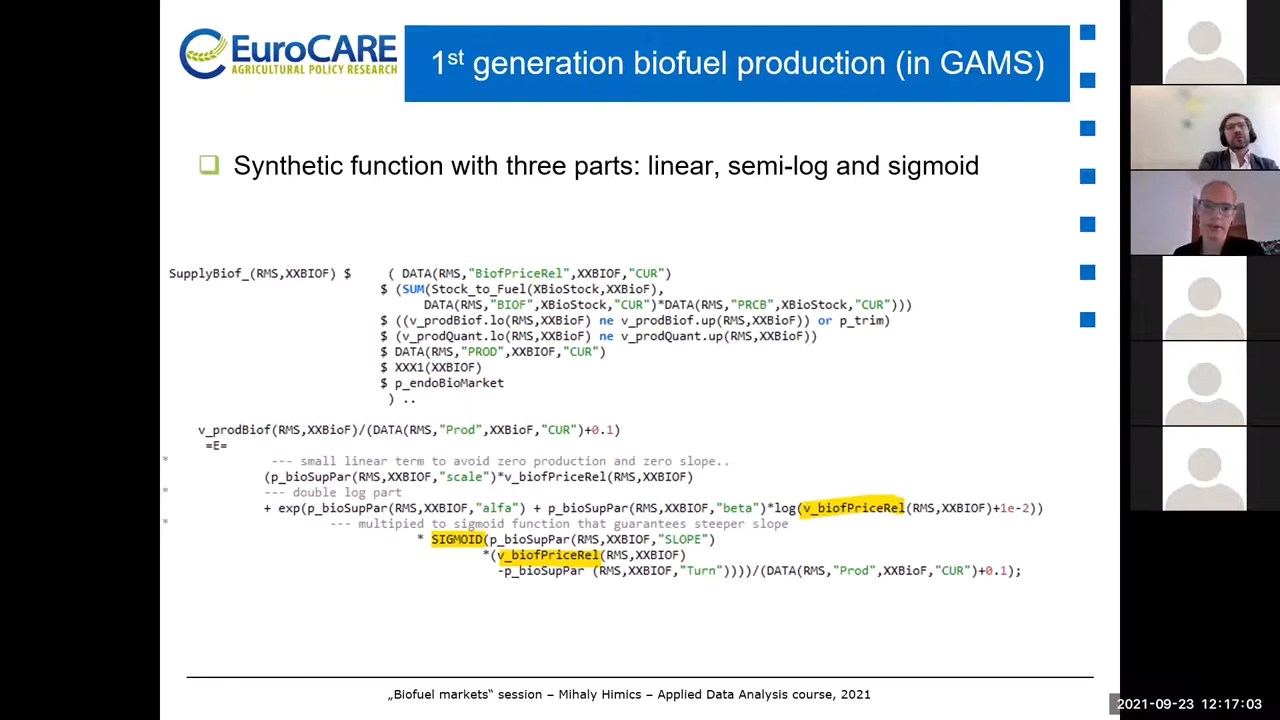 EuroCARE
AGRICULTURAL POLICY RESEARCH
1st generation biofuel production (in GAMS)
Synthetic function with three parts: linear, semi-log and sigmoid
SupplyBiof_(RMS,XXBIOF) $ ( DATA(RMS,"BiofPriceRel",XXBIOF,"CUR")
$ (SUM(Stock_to_Fuel(XBioStock,XXBioF),
DATA(RMS,"BIOF",XBioStock,"CUR")*DATA(RMS,"PRCB",XBioStock,"CUR")))
$ ((v_prodBiof.lo(RMS,XXBIOF) ne v_prodBiof.up(RMS,XXBioF)) or p_trim)
$ (v_prodQuant.lo(RMS,XXBIOF) ne v_prodQuant.up(RMS,XXBioF))
$ DATA(RMS,"PROD",XXBIOF,"CUR")
$ XXX1(XXBIOF)
$ p_endoBioMarket
) ..
v_prodBiof(RMS,XXBioF)/(DATA(RMS,"Prod",XXBioF,"CUR")+0.1)
=E=
* --- small linear term to avoid zero production and zero slope..
(p_bioSupPar(RMS,XXBIOF,"scale")*v_biofPriceRel(RMS,XXBIOF)
* --- double log part
+ exp(p_bioSupPar(RMS,XXBIOF,"alfa") + p_bioSupPar(RMS,XXBIOF,"beta")*log(v_biofPriceRel(RMS,XXBIOF)+1e-2))
* --- multipied to sigmoid function that guarantees steeper slope
* SIGMOID(p_bioSupPar(RMS,XXBIOF,"SLOPE")
*(v_biofPriceRel(RMS,XXBIOF)
-p_bioSupPar (RMS,XXBIOF,"Turn"))))/(DATA(RMS,"Prod",XXBioF,"CUR")+0.1);
„Biofuel markets“ session – Mihaly Himics – Applied Data Analysis course, 2021
2021-09-23 12:17:03